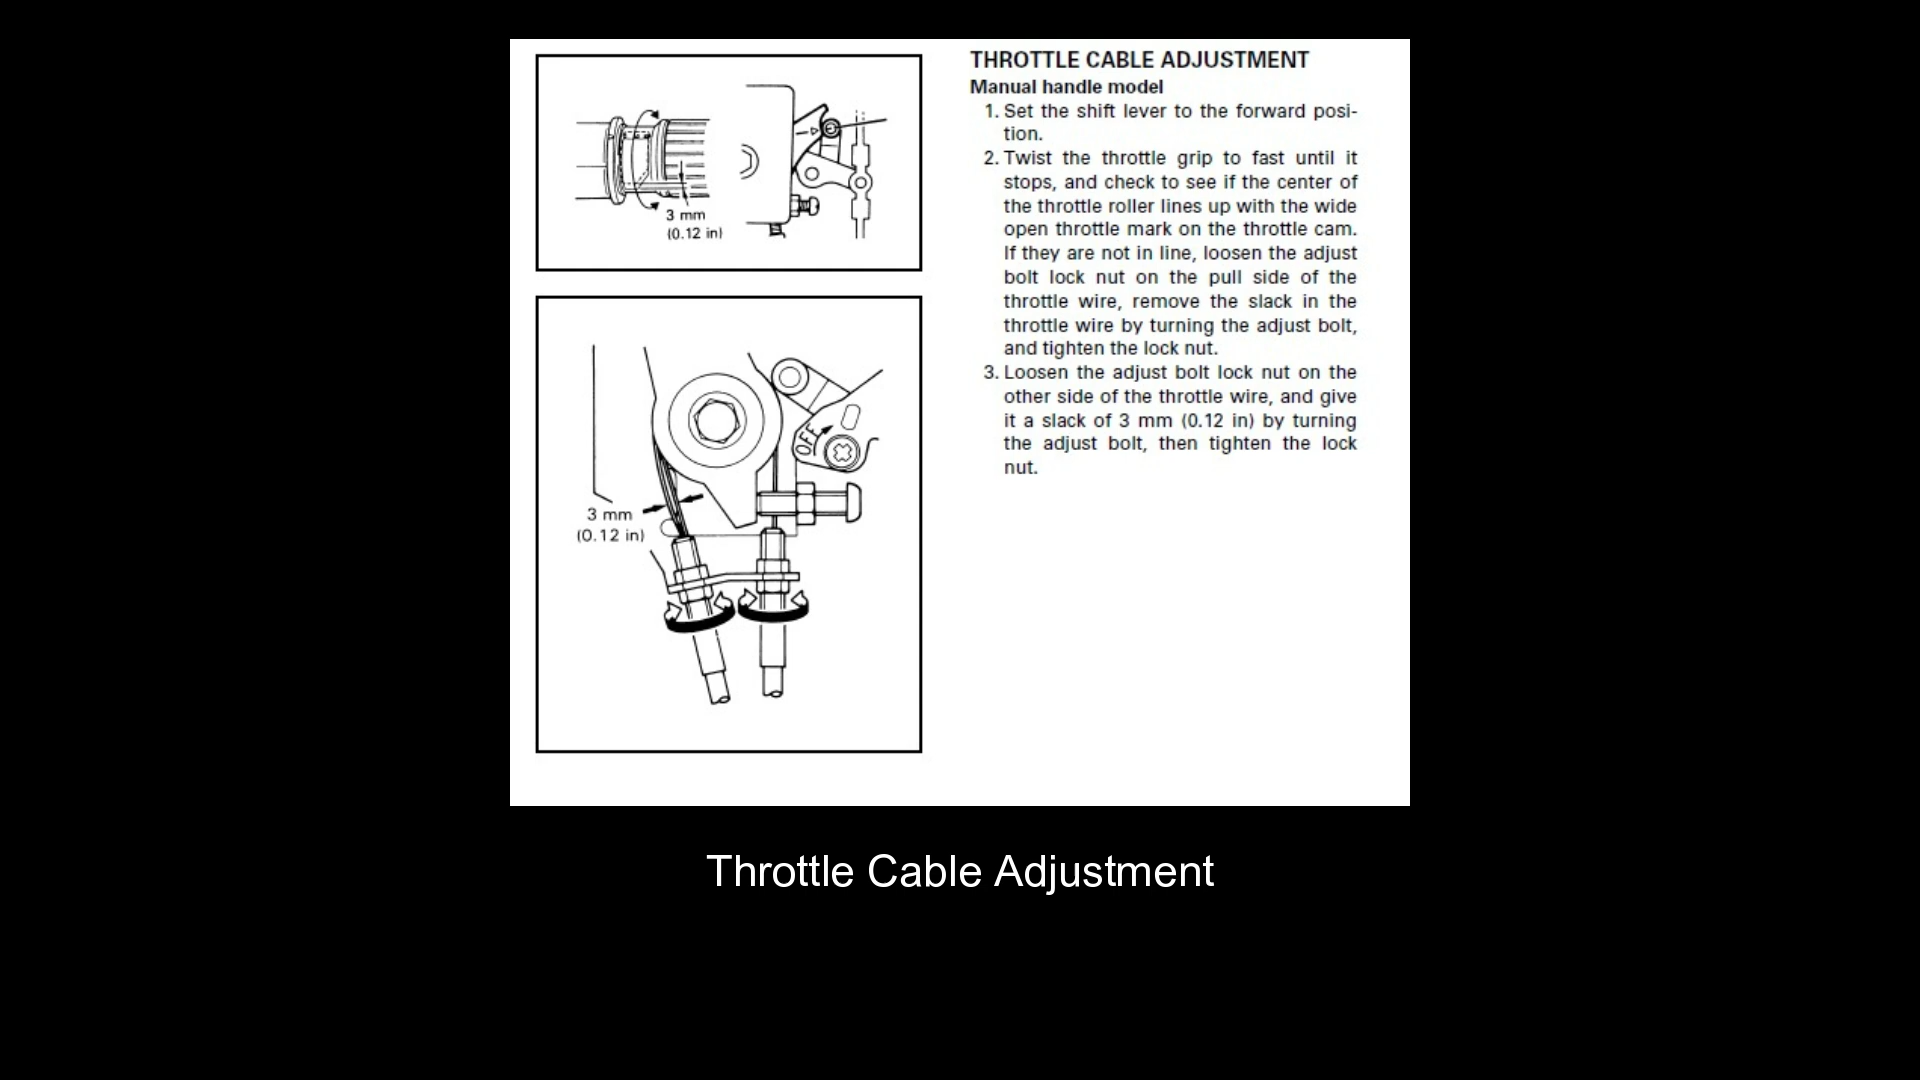 3 mm
(0.12 in)
3 mm
(0.12 in)
OFF
THROTTLE CABLE ADJUSTMENT
Manual handle model
1. Set the shift lever to the forward posi-
tion.
2. Twist the throttle grip to fast until it
stops, and check to see if the center of
the throttle roller lines up with the wide
open throttle mark on the throttle cam.
If they are not in line, loosen the adjust
bolt lock nut on the pull side of the
throttle wire, remove the slack in the
throttle wire by turning the adjust bolt,
and tighten the lock nut.
3. Loosen the adjust bolt lock nut on the
other side of the throttle wire, and give
it a slack of 3 mm (0.12 in) by turning
the adjust bolt, then tighten the lock
nut.
Throttle Cable Adjustment